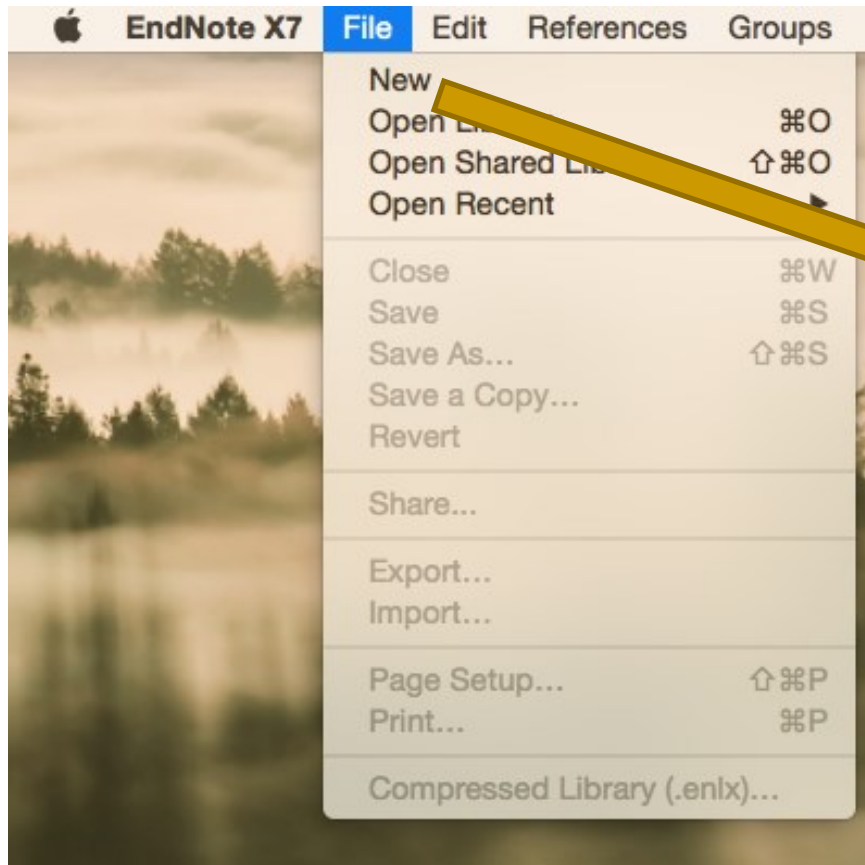 EndNote X7 File Edit References Groups
New
Open ⌘O
Open Shared ⇧⌘O
Open Recent ▶
Close ⌘W
Save ⌘S
Save As... ⇧⌘S
Save a Copy...
Revert
Share...
Export...
Import...
Page Setup... ⇧⌘P
Print... ⌘P
Compressed Library (.enlx)...